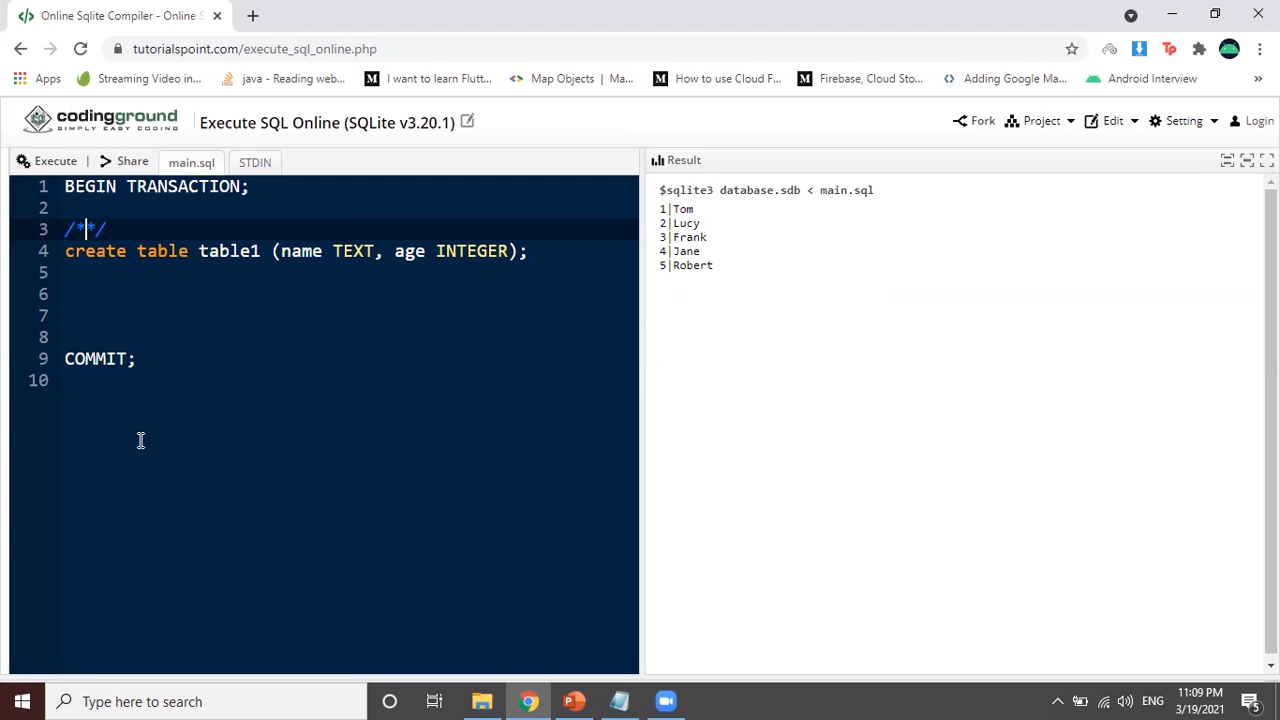 Online Sqlite Compiler - Online S
tutorialspoint.com/execute_sql_online.php
Apps
Streaming Video in...
java - Reading web...
I want to learn Flutt...
Map Objects | Ma...
How to use Cloud F...
Firebase, Cloud Sto...
Adding Google Ma...
Android Interview
»
codingground
SIMPLY EASY CODING
Execute SQL Online (SQLite v3.20.1)
Fork
Project
Edit
Setting
Login
Execute | Share
main.sql
STDIN
Result
1 BEGIN TRANSACTION;
2
3 /**/
4 create table table1 (name TEXT, age INTEGER);
5
6
7
8
9 COMMIT;
10
$sqlite3 database.sdb < main.sql
1|Tom
2|Lucy
3|Frank
4|Jane
5|Robert
Type here to search
ENG
11:09 PM
3/19/2021
5